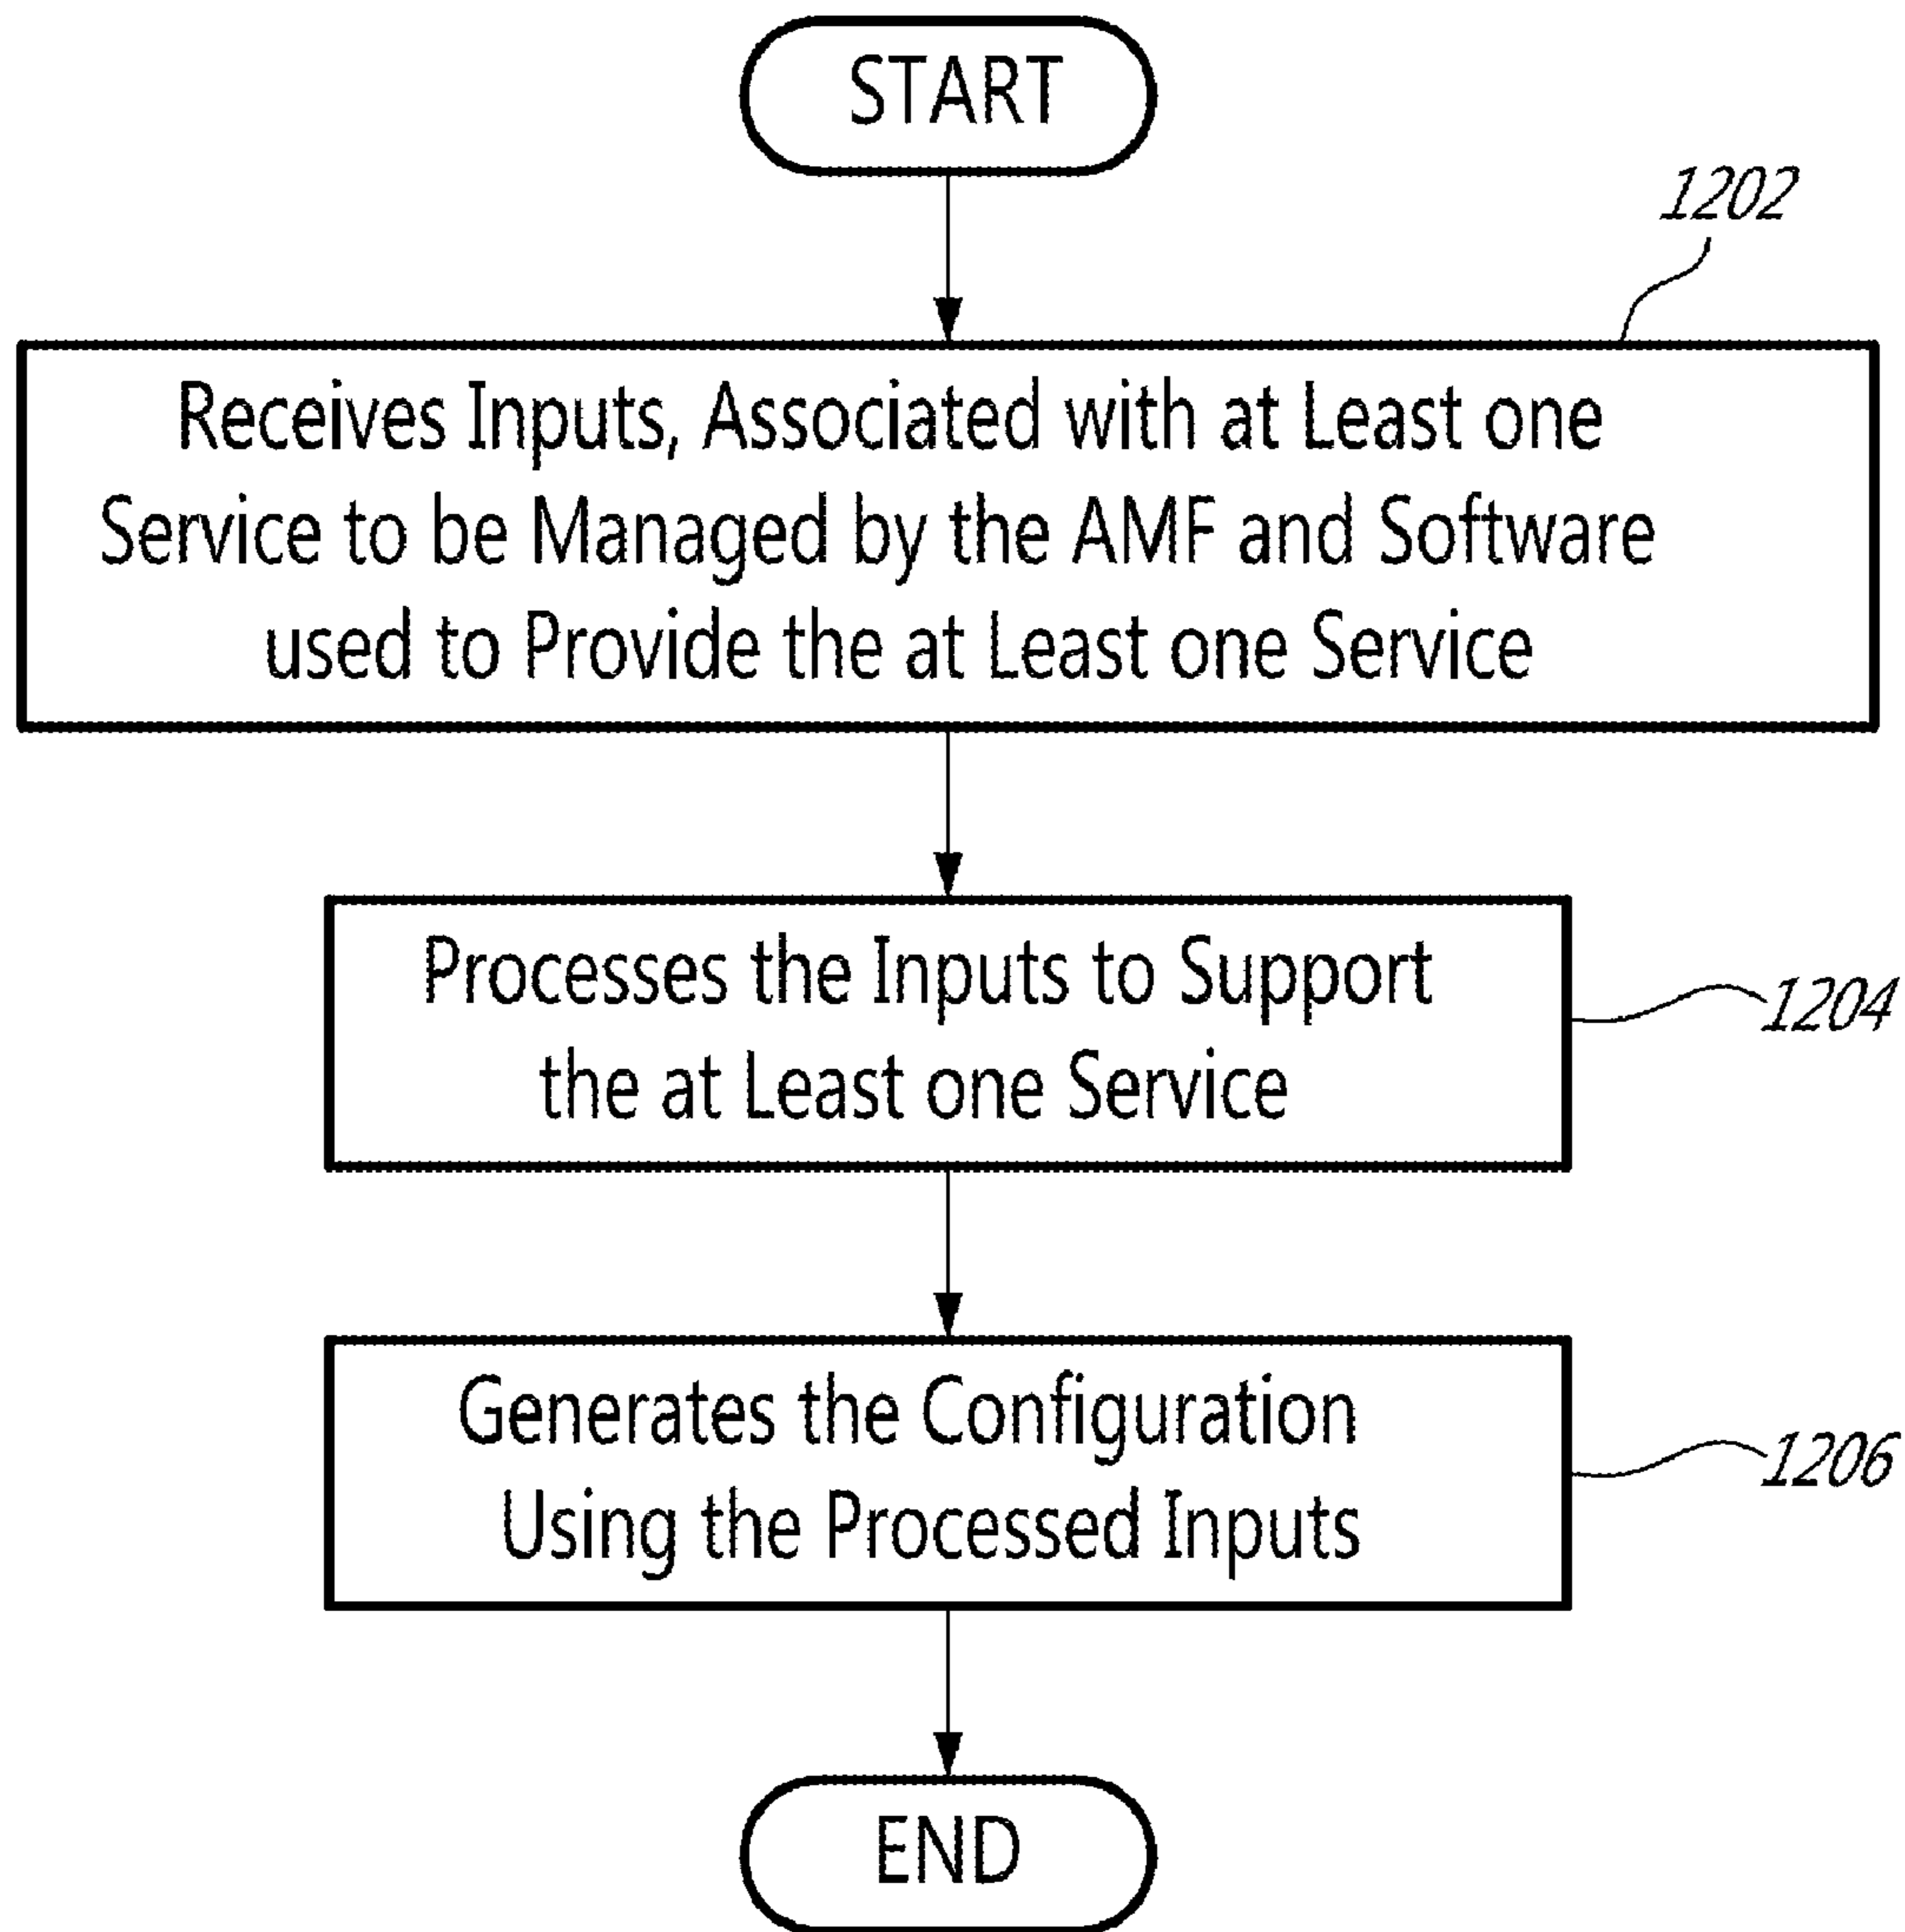 START
1202
Receives Inputs, Associated with at Least one
Service to be Managed by the AMF and Software
used to Provide the at Least one Service
Processes the Inputs to Support
the at Least one Service
1204
Generates the Configuration
Using the Processed Inputs
1206
END